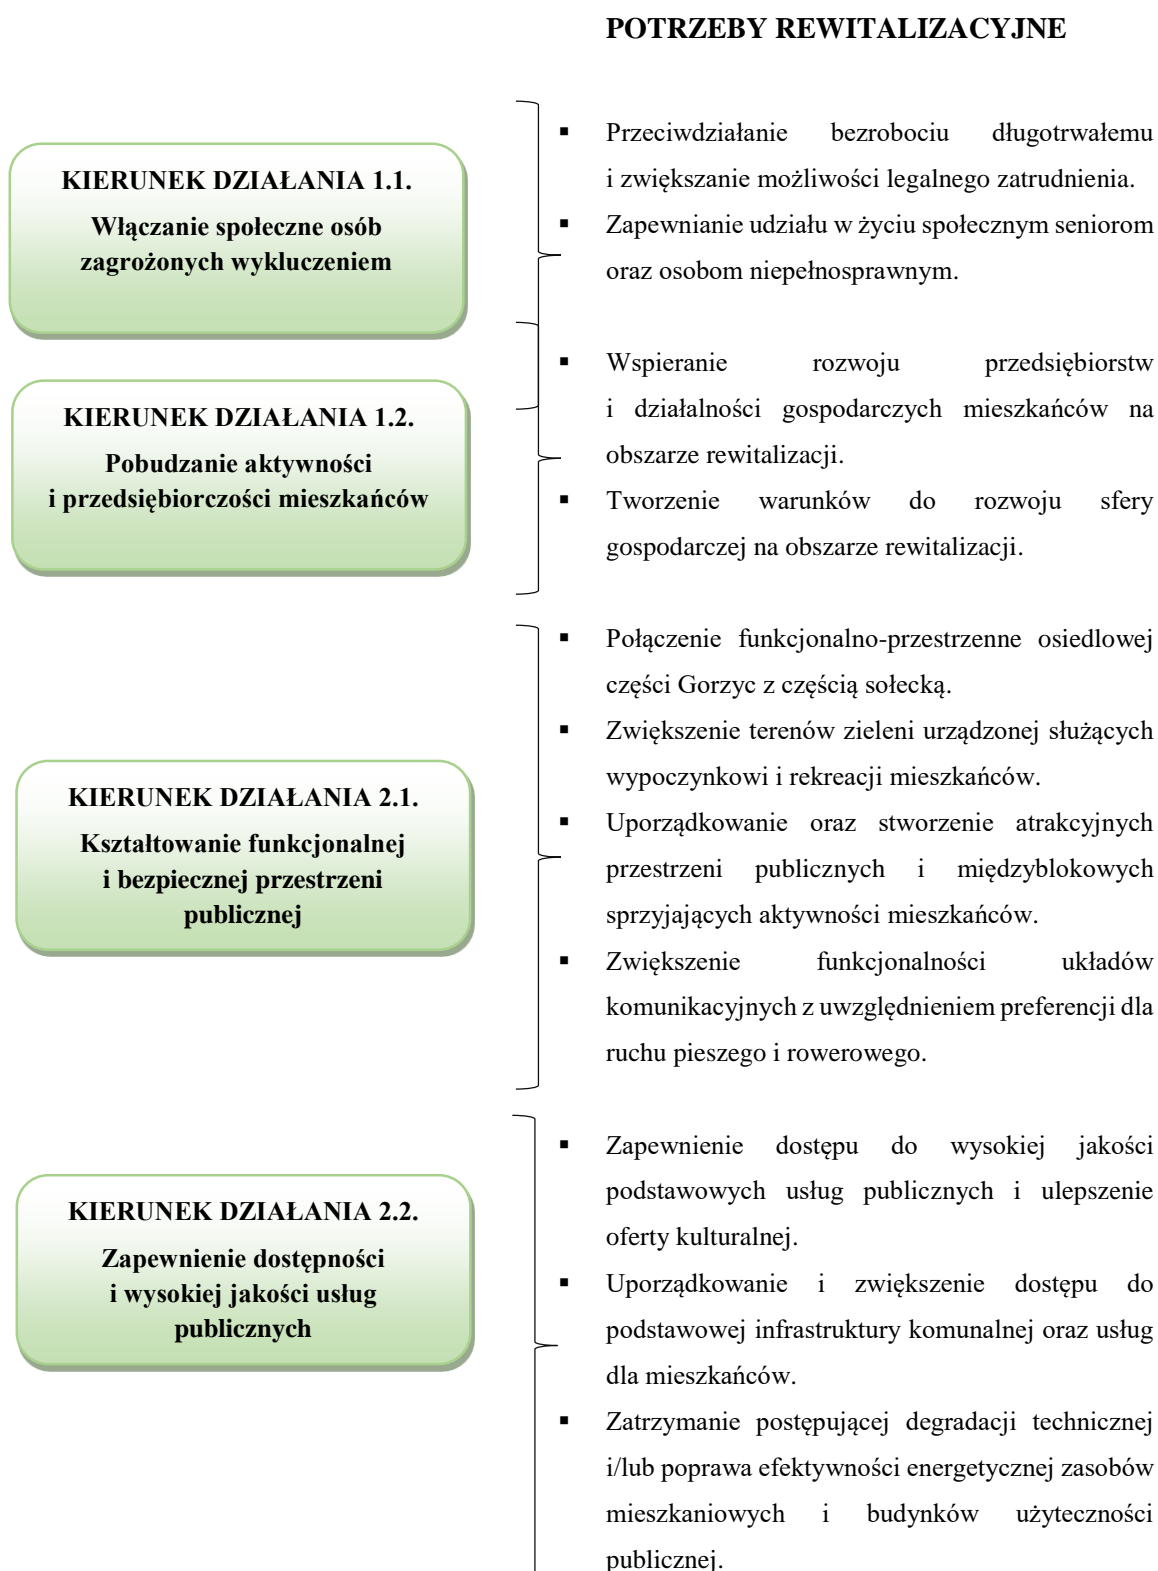 POTRZEBY REWITALIZACYJNE
KIERUNEK DZIAŁANIA 1.1.
Włączanie społeczne osób
zagrożonych wykluczeniem
▪ Przeciwdziałanie bezrobociu długotrwałemu
i zwiększanie możliwości legalnego zatrudnienia.
▪ Zapewnianie udziału w życiu społecznym seniorom
oraz osobom niepełnosprawnym.
KIERUNEK DZIAŁANIA 1.2.
Pobudzanie aktywności
i przedsiębiorczości mieszkańców
▪ Wspieranie rozwoju przedsiębiorstw
i działalności gospodarczych mieszkańców na
obszarze rewitalizacji.
▪ Tworzenie warunków do rozwoju sfery
gospodarczej na obszarze rewitalizacji.
KIERUNEK DZIAŁANIA 2.1.
Kształtowanie funkcjonalnej
i bezpiecznej przestrzeni
publicznej
▪ Połączenie funkcjonalno-przestrzenne osiedlowej
części Gorzyc z częścią sołecką.
▪ Zwiększenie terenów zieleni urządzonej służących
wypoczynkowi i rekreacji mieszkańców.
▪ Uporządkowanie oraz stworzenie atrakcyjnych
przestrzeni publicznych i międzyblokowych
sprzyjających aktywności mieszkańców.
▪ Zwiększenie funkcjonalności układów
komunikacyjnych z uwzględnieniem preferencji dla
ruchu pieszego i rowerowego.
KIERUNEK DZIAŁANIA 2.2.
Zapewnienie dostępności
i wysokiej jakości usług
publicznych
▪ Zapewnienie dostępu do wysokiej jakości
podstawowych usług publicznych i ulepszenie
oferty kulturalnej.
▪ Uporządkowanie i zwiększenie dostępu do
podstawowej infrastruktury komunalnej oraz usług
dla mieszkańców.
▪ Zatrzymanie postępującej degradacji technicznej
i/lub poprawa efektywności energetycznej zasobów
mieszkaniowych i budynków użyteczności
publicznej.